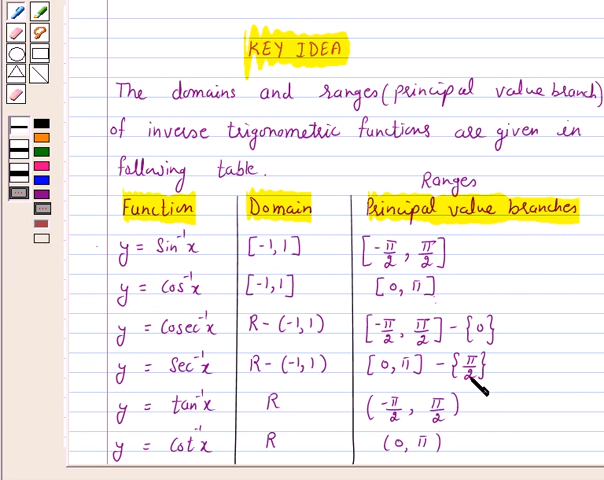 KEY IDEA
The domains and ranges (principal value branch)
of inverse trigonometric functions are given in
following table.
Ranges
Function Domain Principal value branches
y = Sin⁻¹x [-1, 1] [-π/2, π/2]
y = Cos⁻¹x [-1, 1] [0, π]
y = Cosec⁻¹x R - (-1, 1) [-π/2, π/2] - {0}
y = Sec⁻¹x R - (-1, 1) [0, π] - {π/2}
y = tan⁻¹x R (-π/2, π/2)
y = Cot⁻¹x R (0, π)